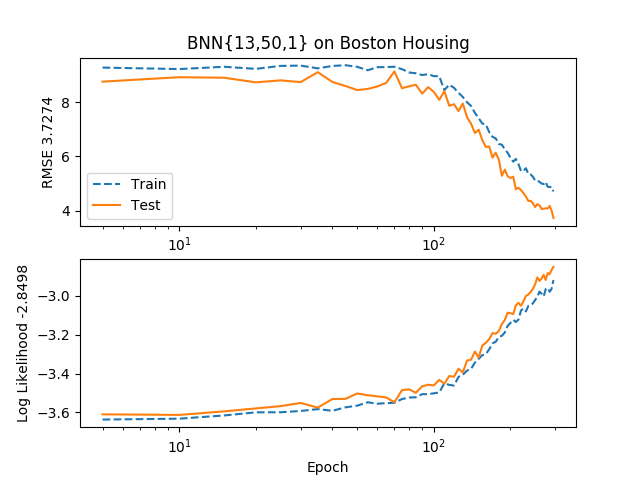 BNN{13,50,1} on Boston Housing
RMSE 3.7274
8
6
4
Train
Test
10¹
10²
Log Likelihood -2.8498
−3.0
−3.2
−3.4
−3.6
10¹
10²
Epoch